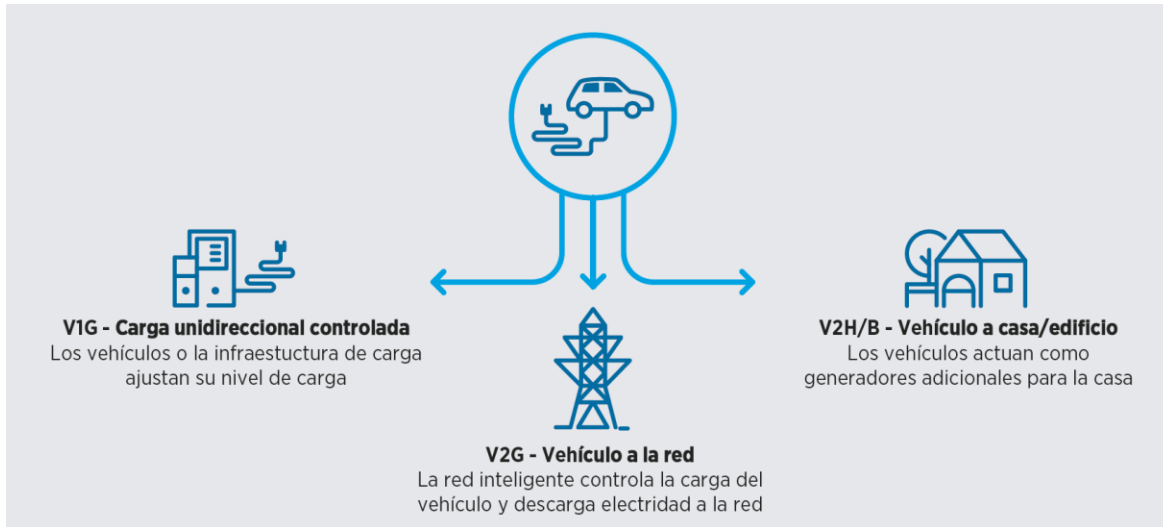 V1G - Carga unidireccional controlada
Los vehículos o la infraestuctura de carga
ajustan su nivel de carga
V2G - Vehículo a la red
La red inteligente controla la carga del
vehículo y descarga electridad a la red
V2H/B - Vehículo a casa/edificio
Los vehículos actuan como
generadores adicionales para la casa